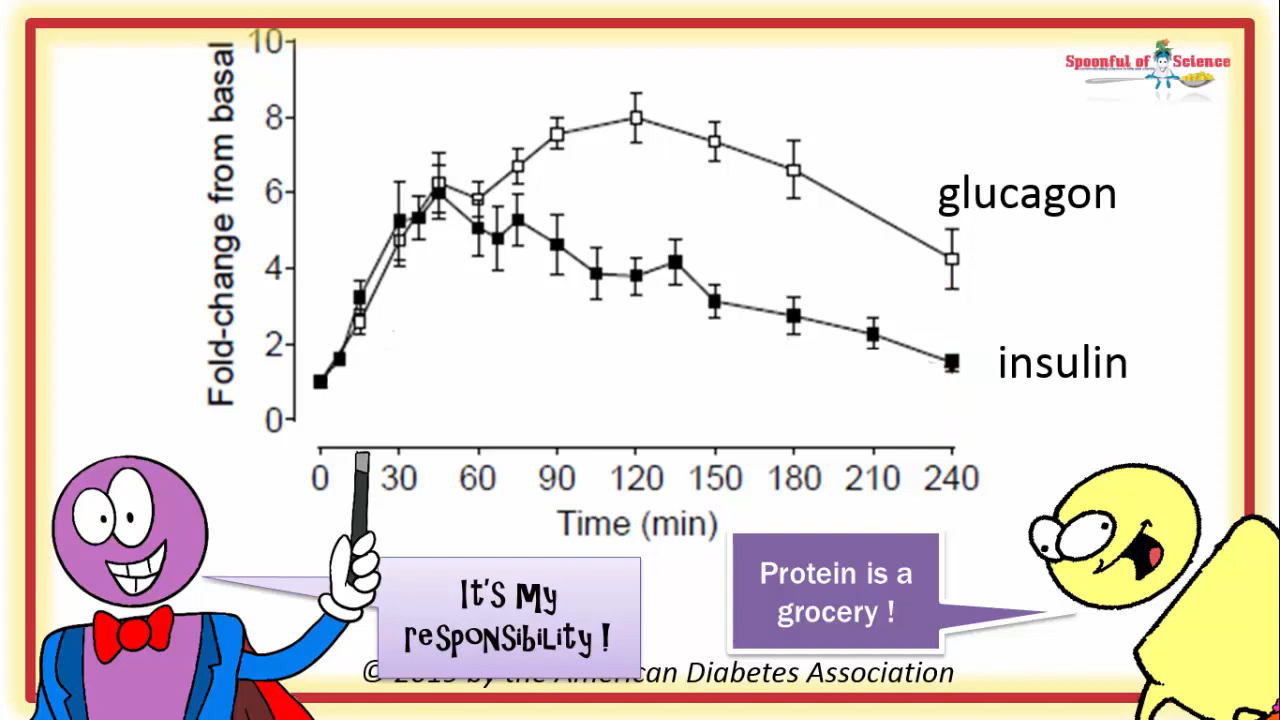 Spoonful of Science
Fold-change from basal
10
8
6
4
2
0
glucagon
insulin
0 30 60 90 120 150 180 210 240
Time (min)
It's My
responsibility !
Protein is a
grocery !
by the American Diabetes Association